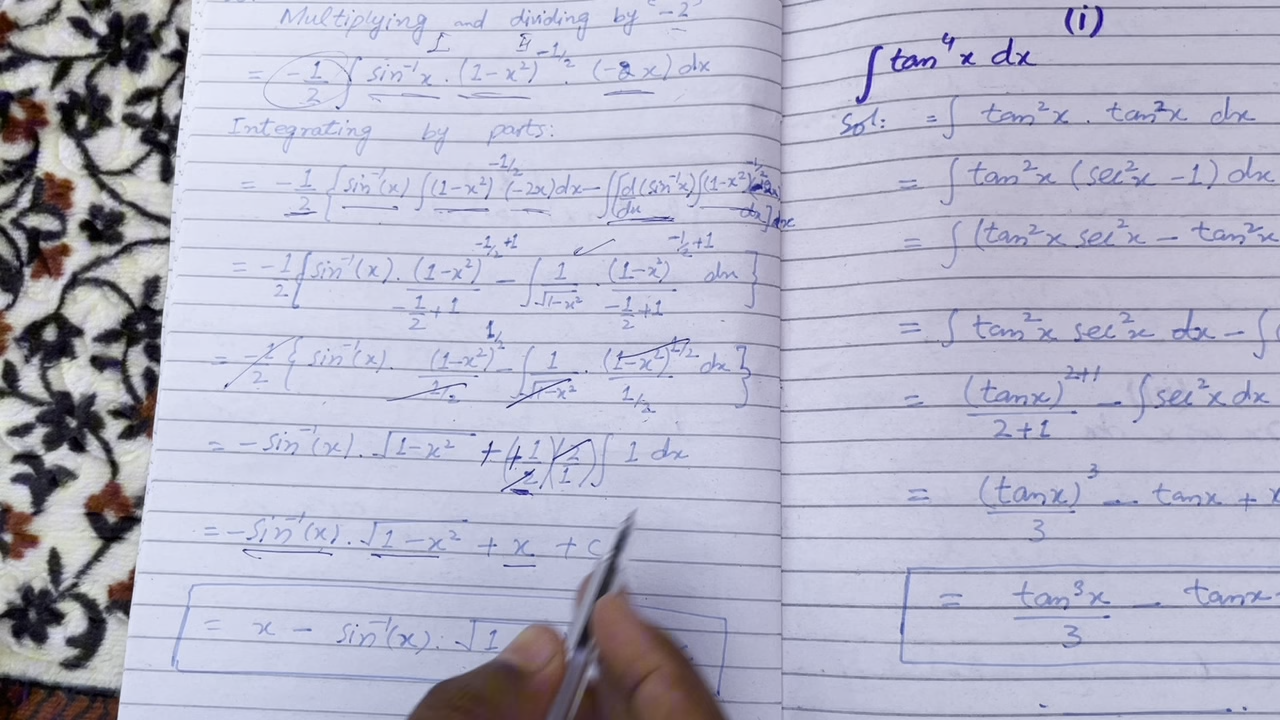 Multiplying and dividing by "-2"
= -1/2 ∫ sin⁻¹x . (1-x²)^-1/2 . (-2x) dx
I II
Integrating by parts:
= -1/2 { sin⁻¹(x) ∫ (1-x²)^-1/2 (-2x)dx - ∫[d/dx (sin⁻¹x) ∫(1-x²)^-1/2
= -1/2 { sin⁻¹(x) . (1-x²)^-1/2+1 / -1/2+1 - ∫ 1/√1-x² . (1-x²)^-1/2+1 / -1/2+1 dx }
= -1/2 { sin⁻¹(x) . (1-x²)^1/2 / 1/2 - ∫ 1/√1-x² . (1-x²)^1/2 / 1/2 dx }
= - sin⁻¹(x) . √1-x² + (+1/2)(2/1) ∫ 1 dx
= - sin⁻¹(x) . √1-x² + x + c
= x - sin⁻¹(x) . √1
(i)
∫ tan⁴x dx
Sol: = ∫ tan²x . tan²x dx
= ∫ tan²x (sec²x -1) dx
= ∫ (tan²x sec²x - tan²x
= ∫ tan²x sec²x dx - ∫
= (tanx)^2+1 / 2+1 - ∫ sec²x dx
= (tanx)³ / 3 - tanx + x
= tan³x / 3 - tanx